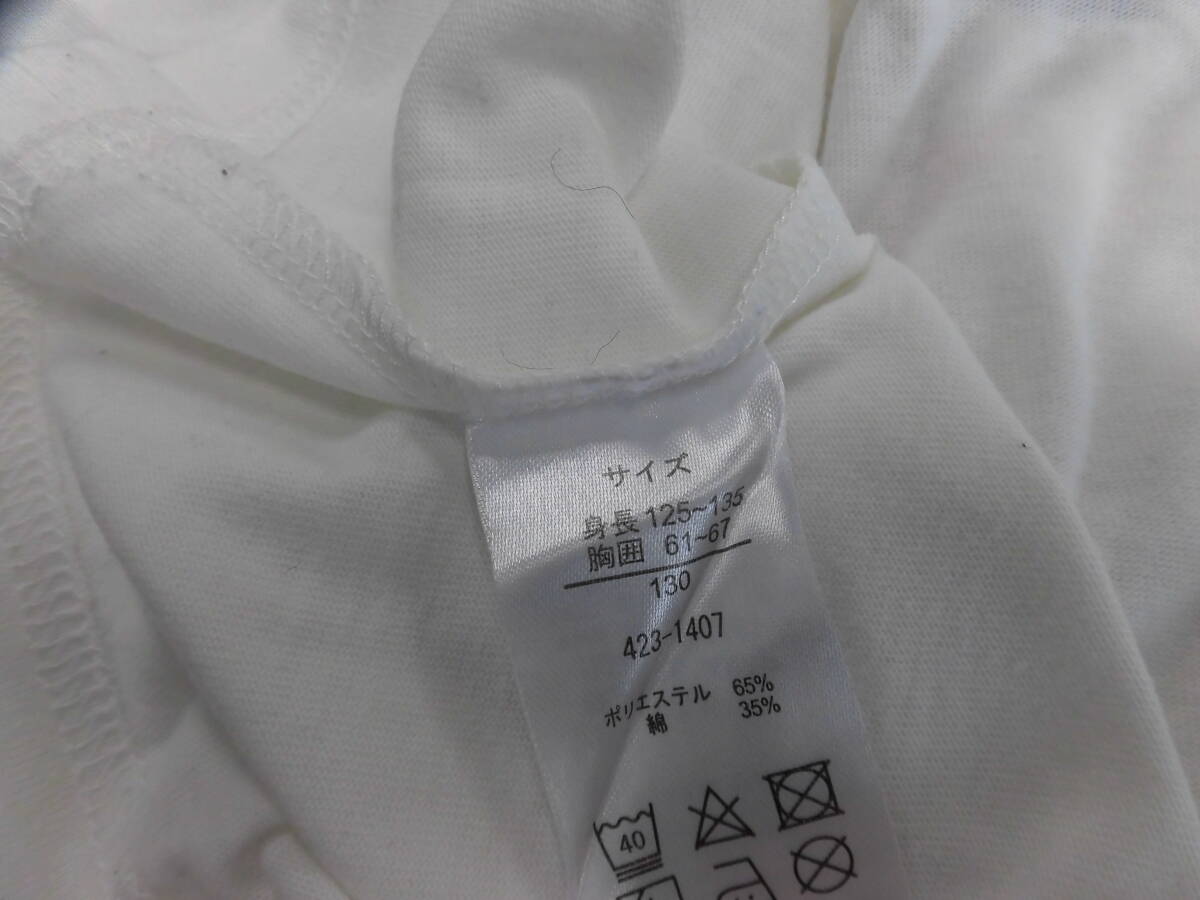 サイズ
身長 125~135
胸囲 61~67
130
423-1407
ポリエステル 65%
綿 35%
40